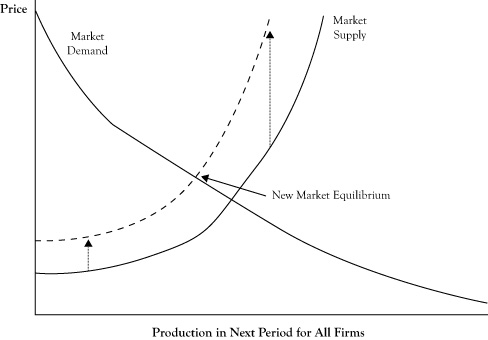 Price
Market
Demand
Market
Supply
New Market Equilibrium
Production in Next Period for All Firms